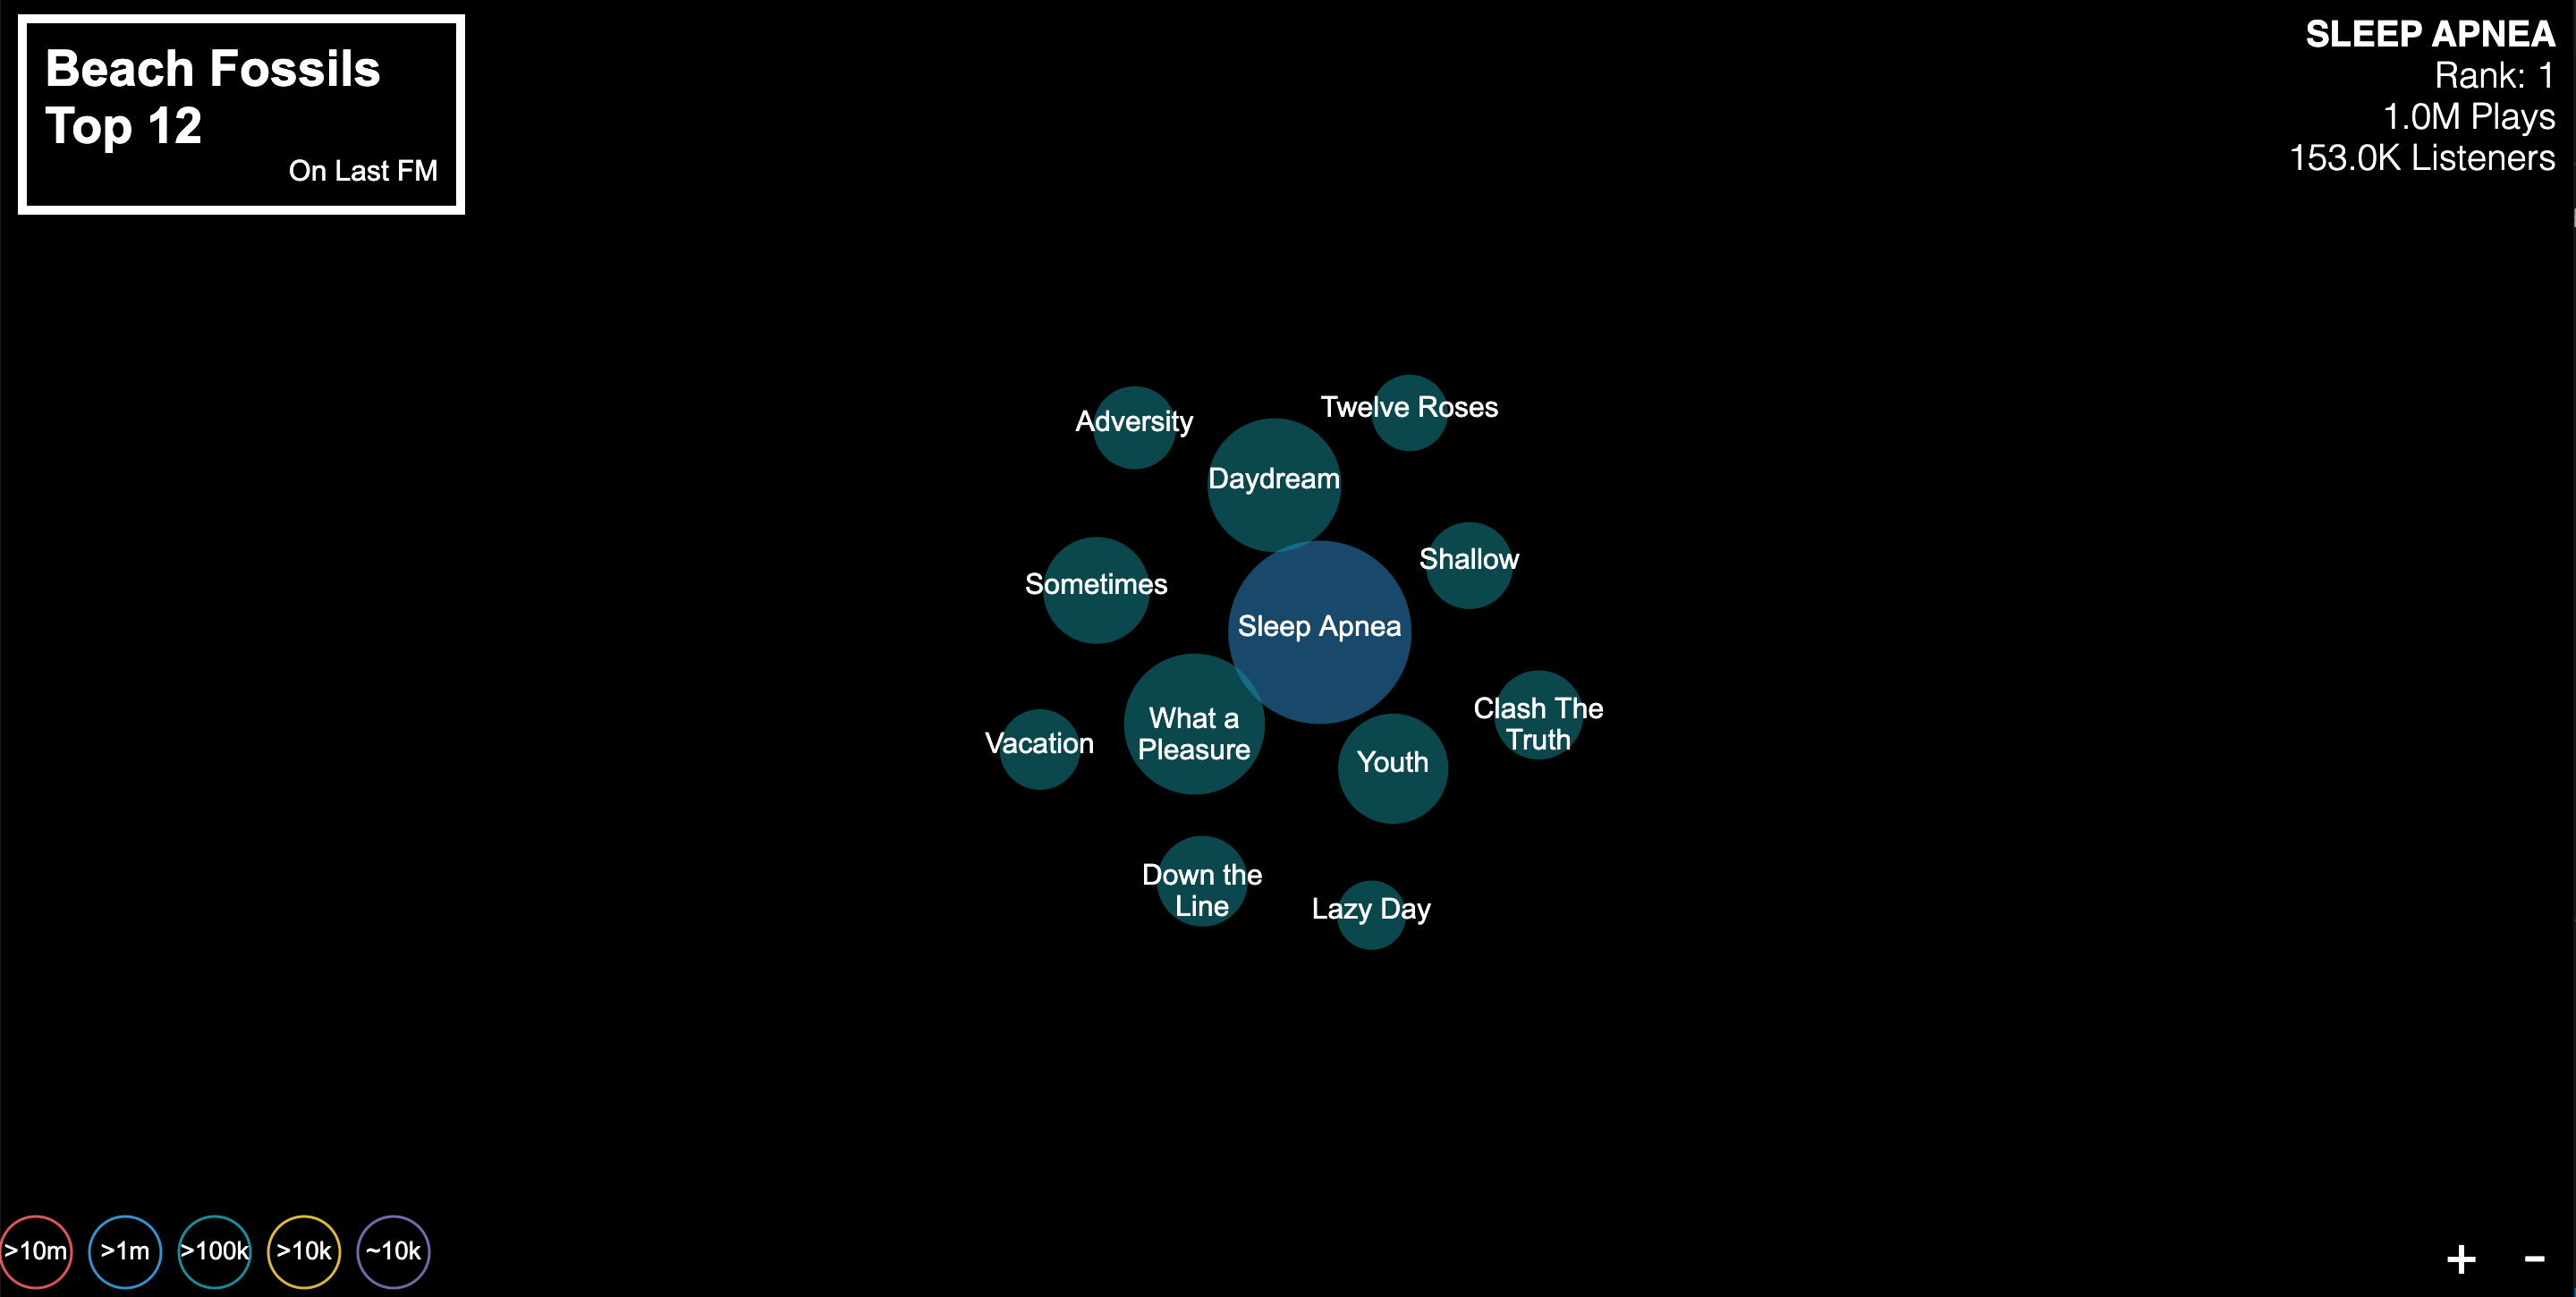 Beach Fossils
Top 12
On Last FM
SLEEP APNEA
Rank: 1
1.0M Plays
153.0K Listeners
Twelve Roses
Adversity
Daydream
Shallow
Sometimes
Sleep Apnea
Clash The
Truth
What a
Pleasure
Vacation
Youth
Down the
Line
Lazy Day
>10m
>1m
>100k
>10k
~10k
+
-